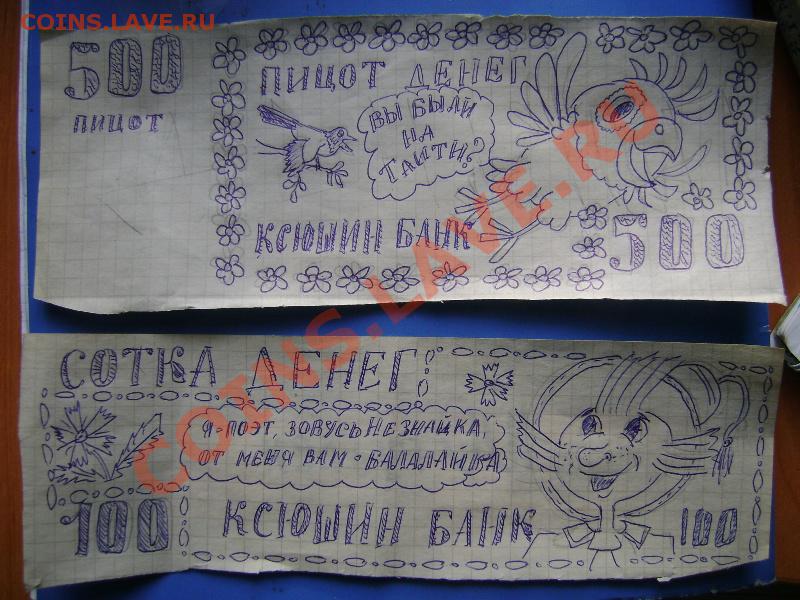 COINS.LAVE.RU
500
ПИЦОТ
ПИЦОТ ДЕНЕГ
ВЫ БЫЛИ
НА
ТАИТИ?
КСЮШИН БАНК
500
COINS.LAVE.RU
СОТКА ДЕНЕГ!
Я-ПОЭТ, ЗОВУСЬ НЕЗНАЙКА,
ОТ МЕНЯ ВАМ - БАЛАЛАЙКА
100
КСЮШИН БАНК
100